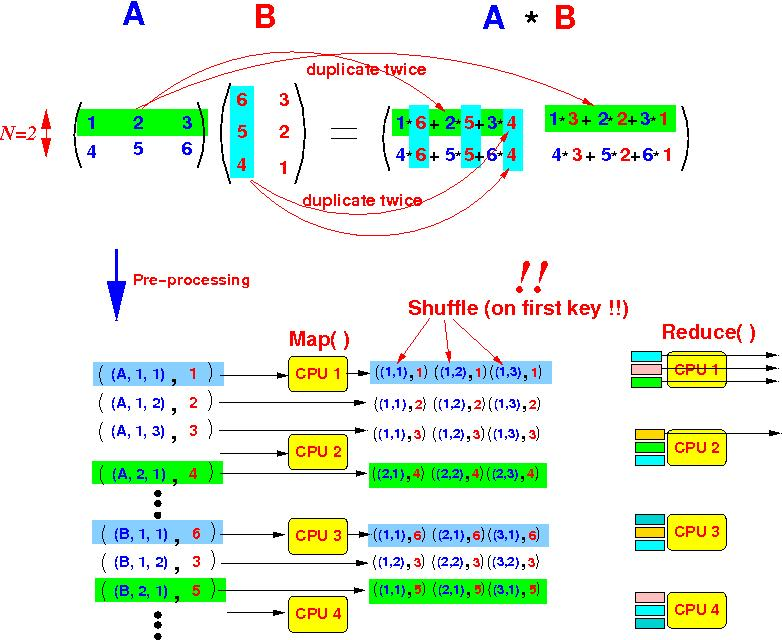 A B A * B
duplicate twice
N=2
1 2 3
4 5 6
6 3
5 2
4 1
=
1*6+ 2*5+3*4 1*3+ 2*2+3*1
4*6+ 5*5+6*4 4*3+ 5*2+6*1
duplicate twice
Pre-processing
!!
Shuffle (on first key !!)
Map( )
Reduce( )
( (A, 1, 1) , 1 ) CPU 1 ((1,1),1) ((1,2),1) ((1,3),1) CPU 1
( (A, 1, 2) , 2 ) ((1,1),2) ((1,2),2) ((1,3),2)
( (A, 1, 3) , 3 ) ((1,1),3) ((1,2),3) ((1,3),3)
CPU 2 CPU 2
( (A, 2, 1) , 4 ) ((2,1),4) ((2,2),4) ((2,3),4)
( (B, 1, 1) , 6 ) CPU 3 ((1,1),6) ((2,1),6) ((3,1),6) CPU 3
( (B, 1, 2) , 3 ) ((1,2),3) ((2,2),3) ((3,2),3)
( (B, 2, 1) , 5 ) ((1,1),5) ((2,1),5) ((3,1),5)
CPU 4 CPU 4